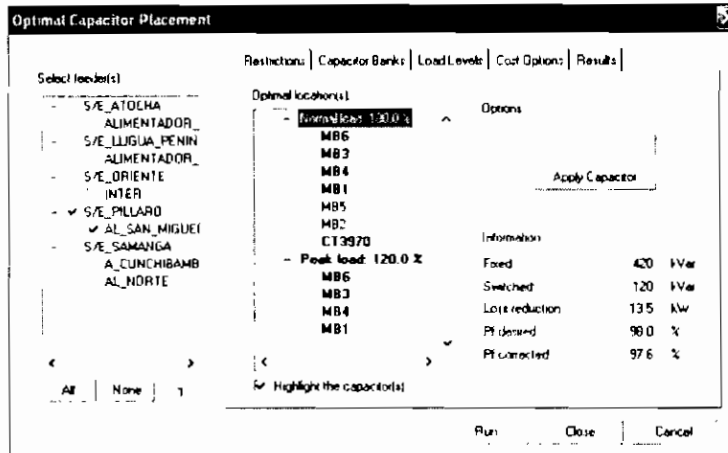 Optimal Capacitor Placement
Restrictions | Capacitor Banks | Load Levels | Cost Options | Results
Select feeder(s)
S/E_ATOCHA
ALIMENTADOR_
S/E_LLIGUA_PENIN
ALIMENTADOR_
S/E_ORIENTE
INTER
S/E_PILLARO
AL_SAN_MIGUEL
S/E_SAMANGA
A_CUNCHIBAMB
AL_NORTE
All
None
Optimal location(s)
Normal load: 100.0 %
MB6
MB3
MB4
MB1
MB5
MB2
CT3970
Peak load: 120.0 %
MB6
MB3
MB4
MB1
Highlight the capacitor(s)
Options
Apply Capacitor
Information
Fixed 420 kVar
Switched 120 kVar
Loss reduction 13.5 kW
Pf desired 98.0 %
Pf corrected 97.6 %
Run
Close
Cancel